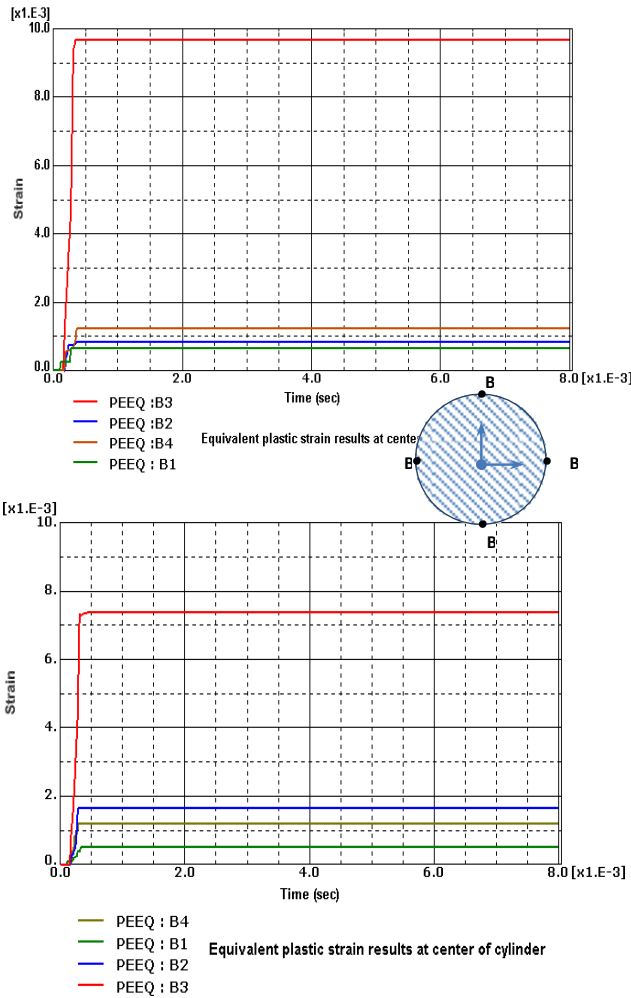 [x1.E-3]
10.0
8.0
6.0
4.0
2.0
0.0
Strain
0.0 2.0 4.0 6.0 8.0 [x1.E-3]
Time (sec)
PEEQ :B3
PEEQ :B2
PEEQ :B4
PEEQ : B1
Equivalent plastic strain results at center
B
B
B
B
[x1.E-3]
10.
8.
6.
4.
2.
0.
Strain
0.0 2.0 4.0 6.0 8.0 [x1.E-3]
Time (sec)
PEEQ : B4
PEEQ : B1
PEEQ : B2
PEEQ : B3
Equivalent plastic strain results at center of cylinder